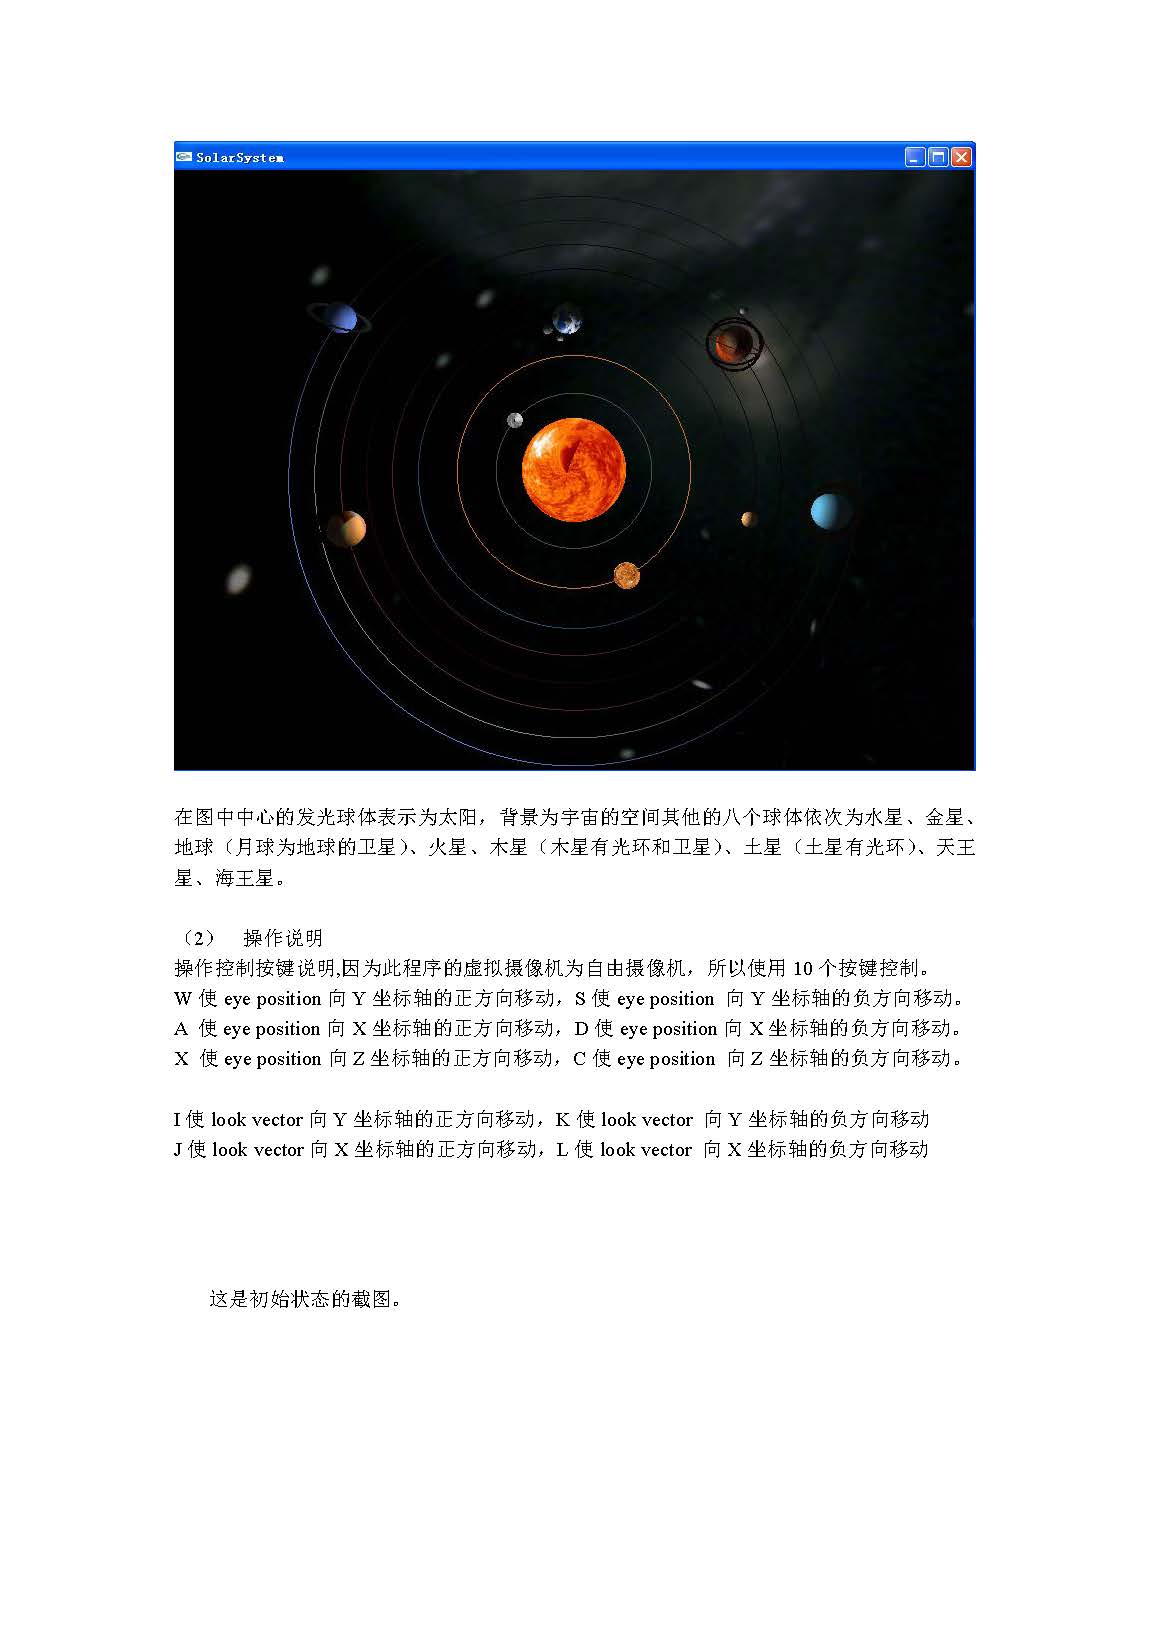 SolarSystem
在图中中心的发光球体表示为太阳，背景为宇宙的空间其他的八个球体依次为水星、金星、
地球（月球为地球的卫星）、火星、木星（木星有光环和卫星）、土星（土星有光环）、天王
星、海王星。
（2） 操作说明
操作控制按键说明,因为此程序的虚拟摄像机为自由摄像机，所以使用 10 个按键控制。
W 使 eye position 向 Y 坐标轴的正方向移动，S 使 eye position 向 Y 坐标轴的负方向移动。
A 使 eye position 向 X 坐标轴的正方向移动，D 使 eye position 向 X 坐标轴的负方向移动。
X 使 eye position 向 Z 坐标轴的正方向移动，C 使 eye position 向 Z 坐标轴的负方向移动。
I 使 look vector 向 Y 坐标轴的正方向移动，K 使 look vector 向 Y 坐标轴的负方向移动
J 使 look vector 向 X 坐标轴的正方向移动，L 使 look vector 向 X 坐标轴的负方向移动
这是初始状态的截图。